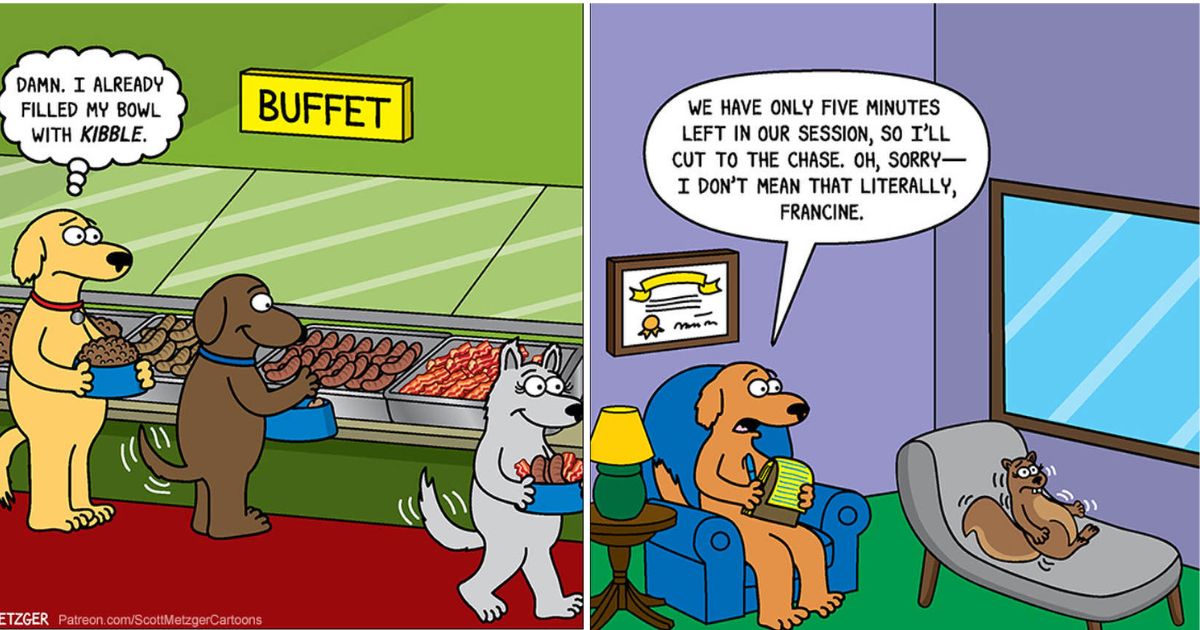 DAMN. I ALREADY
FILLED MY BOWL
WITH KIBBLE.
BUFFET
ETZGER Patreon.com/ScottMetzgerCartoons
WE HAVE ONLY FIVE MINUTES
LEFT IN OUR SESSION, SO I'LL
CUT TO THE CHASE. OH, SORRY—
I DON'T MEAN THAT LITERALLY,
FRANCINE.